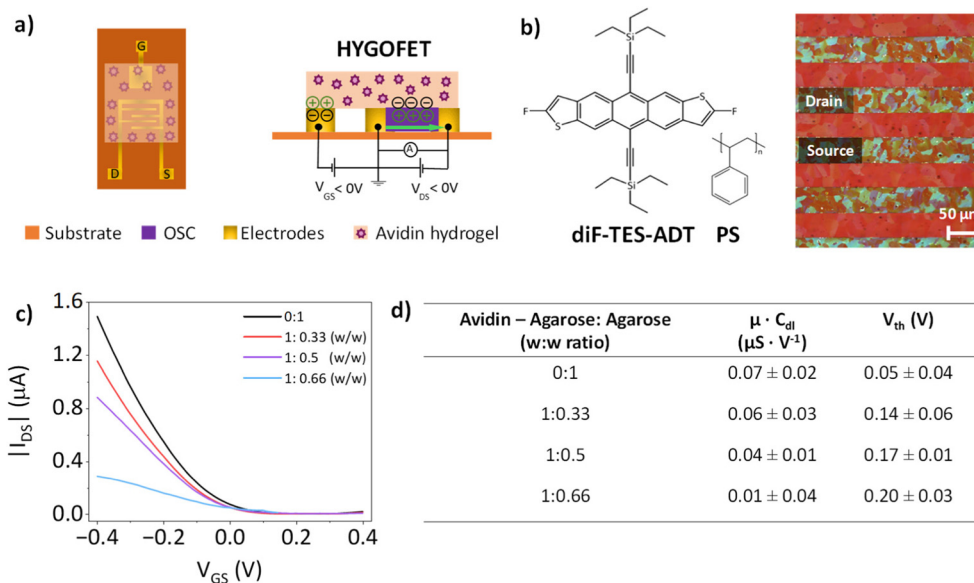 a)
G
D
S
HYGOFET
A
V_GS < 0V
V_DS < 0V
Substrate
OSC
Electrodes
Avidin hydrogel
b)
Si
F
S
S
F
Si
n
diF-TES-ADT
PS
Drain
Source
50 µm
c)
|I_DS| (µA)
1.6
1.2
0.8
0.4
0.0
−0.4
−0.2
0.0
0.2
0.4
V_GS (V)
0:1
1: 0.33 (w/w)
1: 0.5 (w/w)
1: 0.66 (w/w)
d)
Avidin – Agarose: Agarose
(w:w ratio)
µ · C_dl
(µS · V⁻¹)
V_th (V)
0:1 0.07 ± 0.02 0.05 ± 0.04
1:0.33 0.06 ± 0.03 0.14 ± 0.06
1:0.5 0.04 ± 0.01 0.17 ± 0.01
1:0.66 0.01 ± 0.04 0.20 ± 0.03